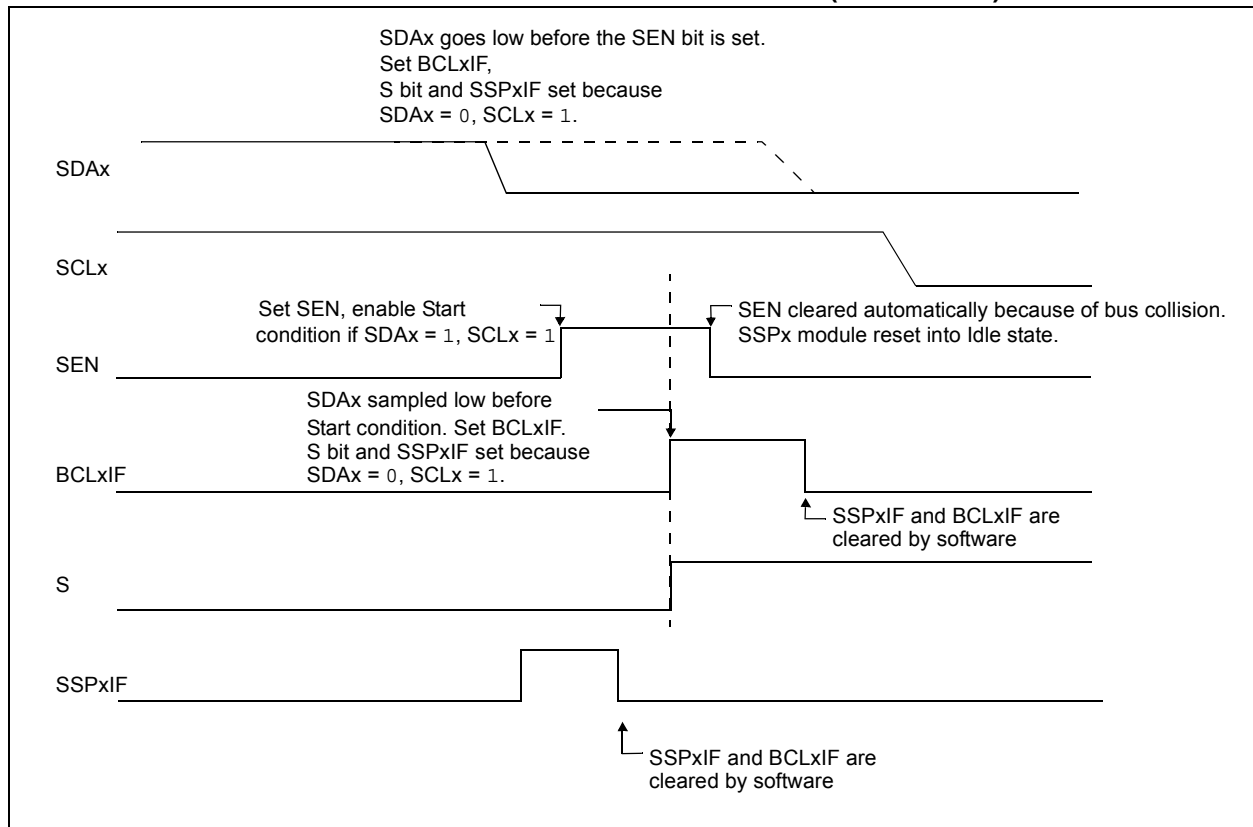 SDAx goes low before the SEN bit is set.
Set BCLxIF,
S bit and SSPxIF set because
SDAx = 0, SCLx = 1.
SDAx
SCLx
Set SEN, enable Start
condition if SDAx = 1, SCLx = 1
SEN cleared automatically because of bus collision.
SSPx module reset into Idle state.
SEN
SDAx sampled low before
Start condition. Set BCLxIF.
S bit and SSPxIF set because
SDAx = 0, SCLx = 1.
BCLxIF
SSPxIF and BCLxIF are
cleared by software
S
SSPxIF
SSPxIF and BCLxIF are
cleared by software